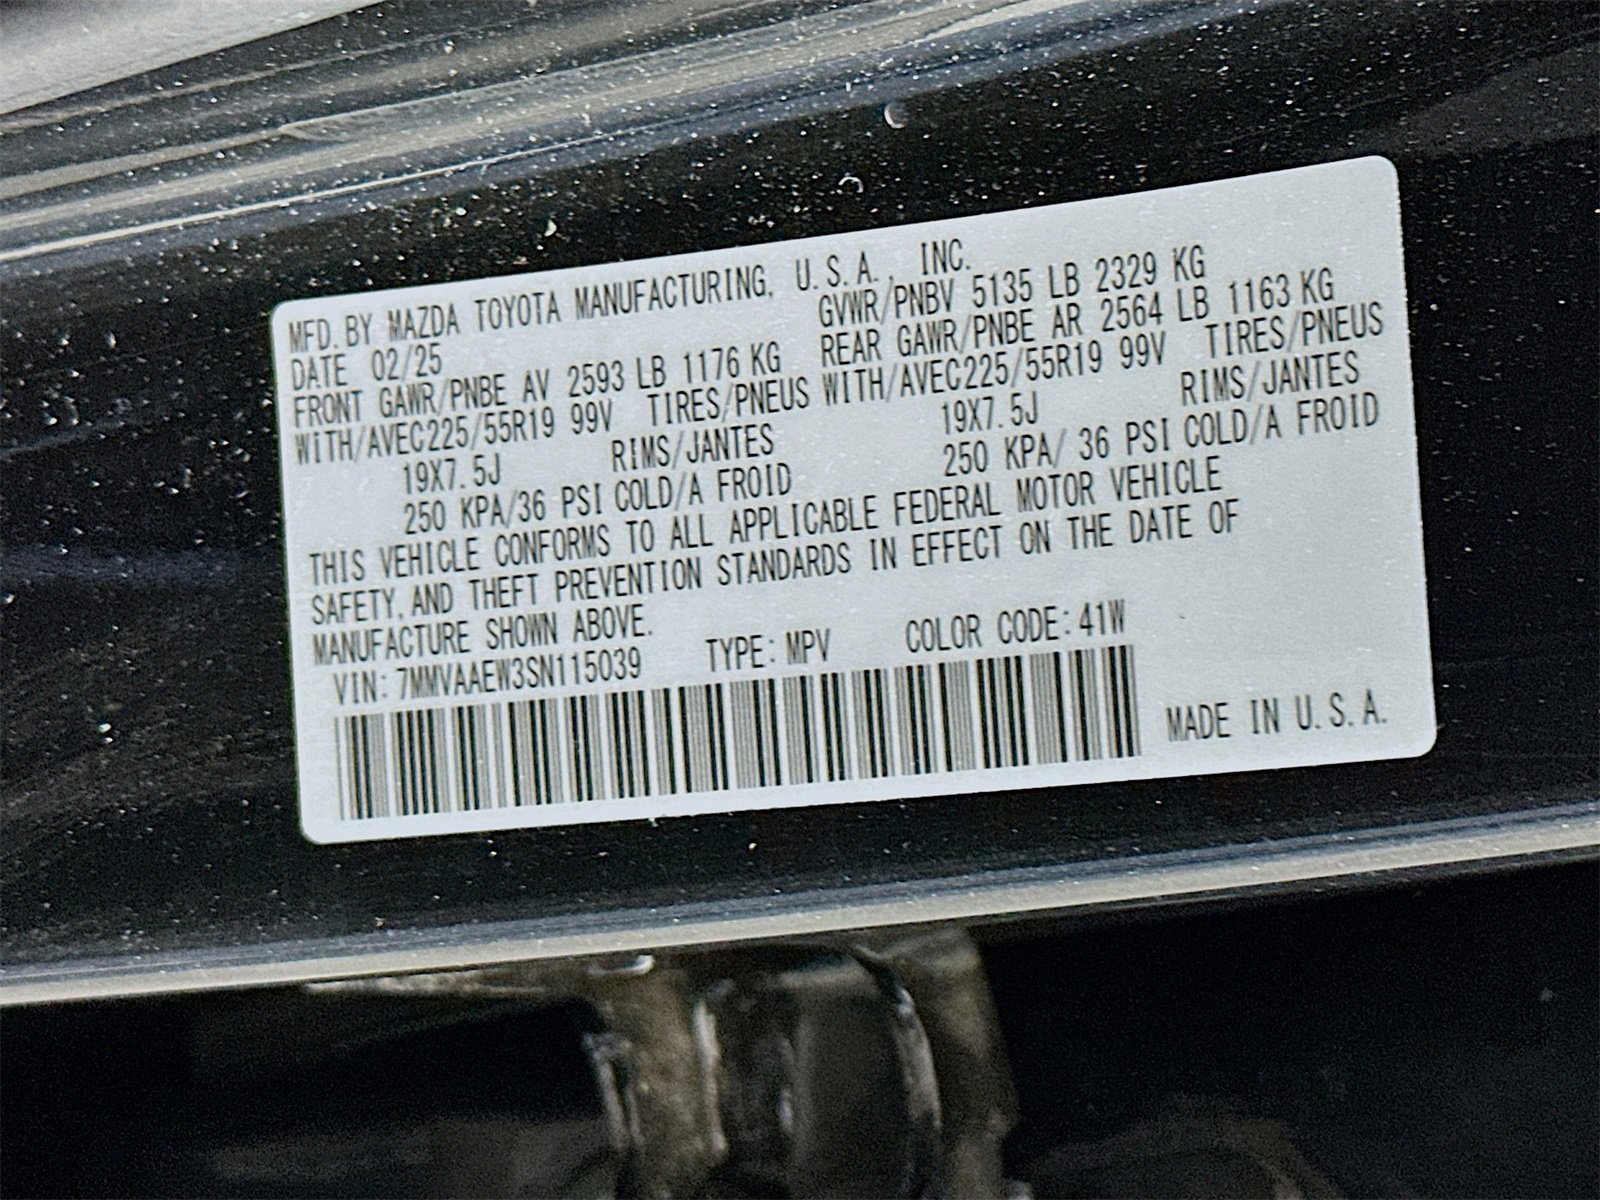 MFD. BY MAZDA TOYOTA MANUFACTURING, U.S.A., INC.
DATE 02/25 GVWR/PNBV 5135 LB 2329 KG
FRONT GAWR/PNBE AV 2593 LB 1176 KG REAR GAWR/PNBE AR 2564 LB 1163 KG
WITH/AVEC225/55R19 99V TIRES/PNEUS WITH/AVEC225/55R19 99V TIRES/PNEUS
19X7.5J RIMS/JANTES 19X7.5J RIMS/JANTES
250 KPA/36 PSI COLD/A FROID 250 KPA/ 36 PSI COLD/A FROID
THIS VEHICLE CONFORMS TO ALL APPLICABLE FEDERAL MOTOR VEHICLE
SAFETY, AND THEFT PREVENTION STANDARDS IN EFFECT ON THE DATE OF
MANUFACTURE SHOWN ABOVE.
VIN: 7MMVAAEW3SN115039 TYPE: MPV COLOR CODE: 41W
MADE IN U.S.A.